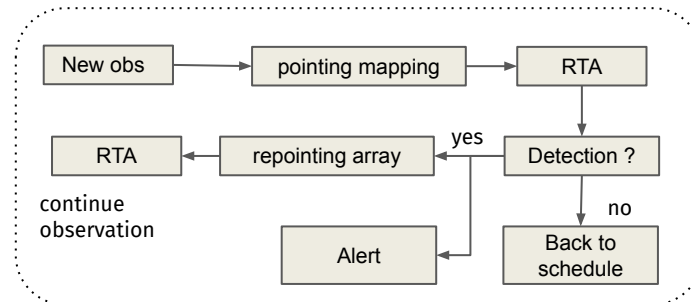 New obs
pointing mapping
RTA
yes
RTA
repointing array
Detection ?
continue
observation
no
Alert
Back to
schedule